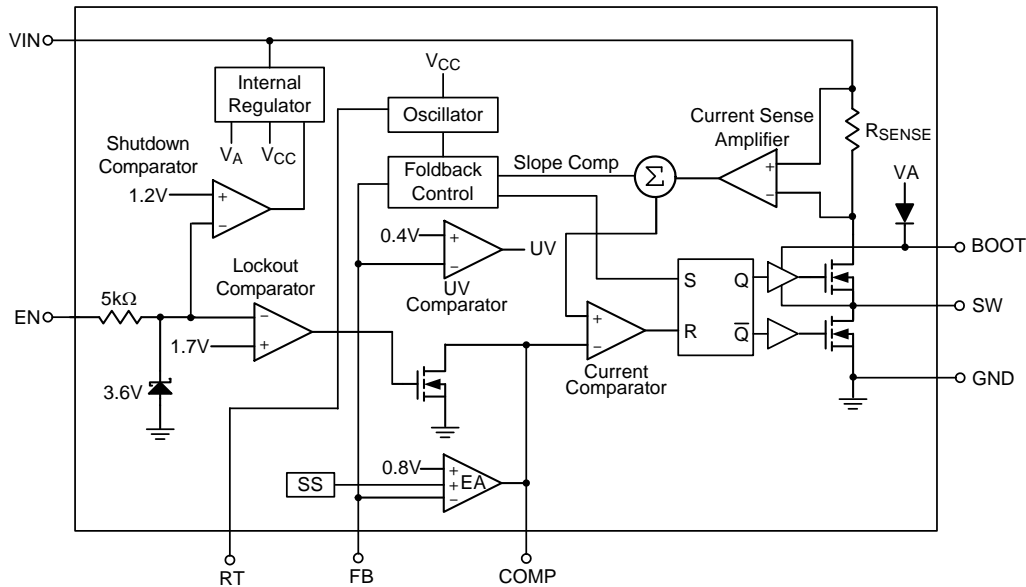 VIN
Internal
Regulator
VCC
Oscillator
Current Sense
Amplifier
RSENSE
Shutdown
Comparator
VA VCC
Foldback
Control
Slope Comp
Σ
+
−
VA
1.2V
+
−
0.4V
+
−
UV
UV
Comparator
BOOT
Lockout
Comparator
S Q
EN
5kΩ
−
+
1.7V
+
−
R Q
SW
Current
Comparator
3.6V
GND
0.8V
SS
+
+
−
EA
RT FB COMP